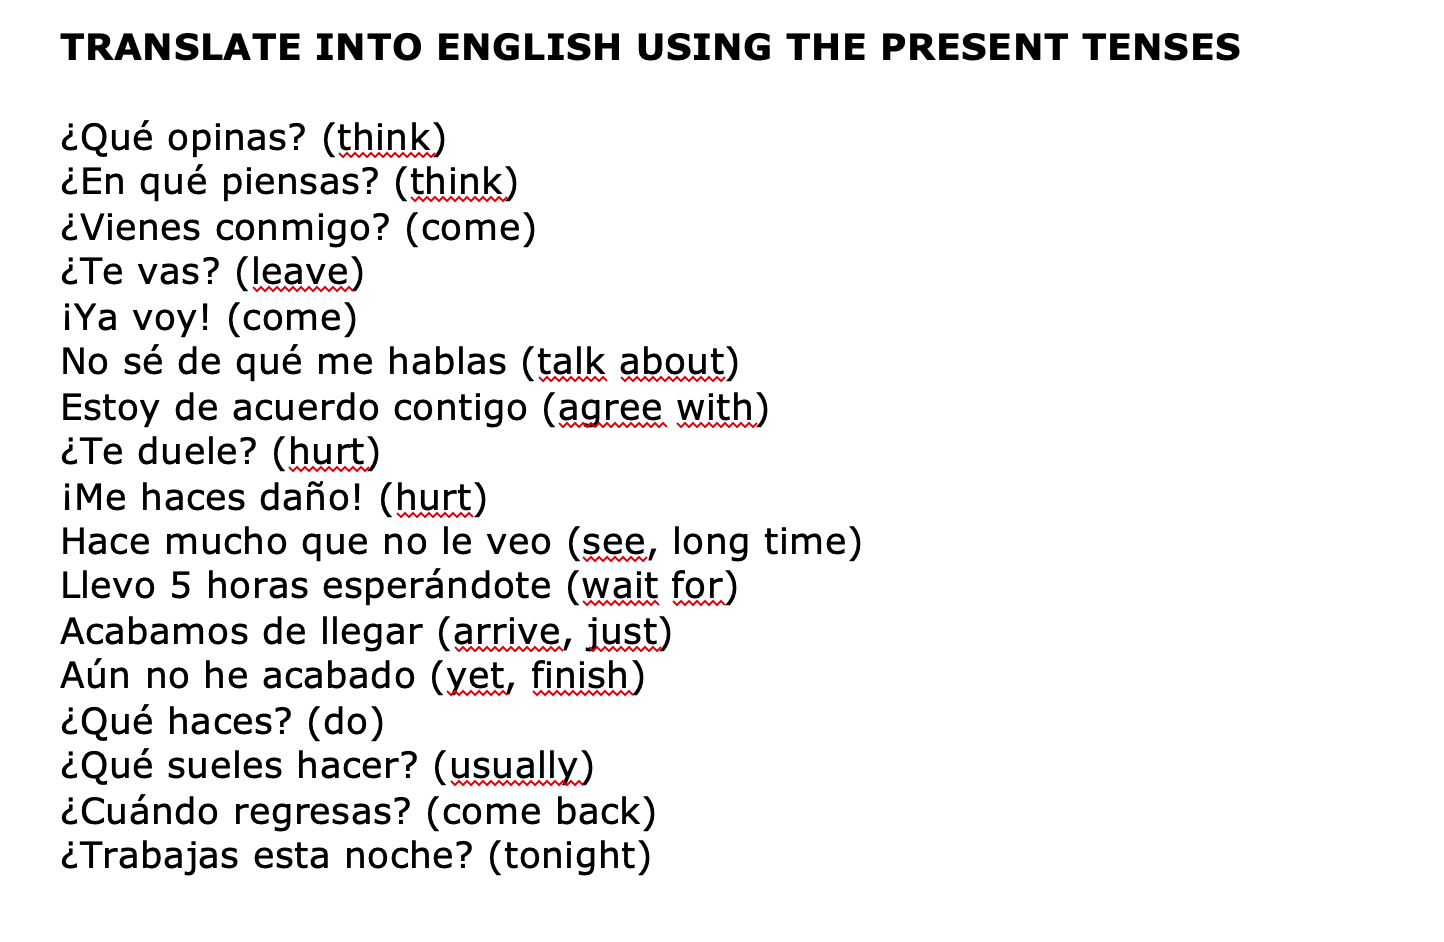 TRANSLATE INTO ENGLISH USING THE PRESENT TENSES
¿Qué opinas? (think)
¿En qué piensas? (think)
¿Vienes conmigo? (come)
¿Te vas? (leave)
¡Ya voy! (come)
No sé de qué me hablas (talk about)
Estoy de acuerdo contigo (agree with)
¿Te duele? (hurt)
¡Me haces daño! (hurt)
Hace mucho que no le veo (see, long time)
Llevo 5 horas esperándote (wait for)
Acabamos de llegar (arrive, just)
Aún no he acabado (yet, finish)
¿Qué haces? (do)
¿Qué sueles hacer? (usually)
¿Cuándo regresas? (come back)
¿Trabajas esta noche? (tonight)